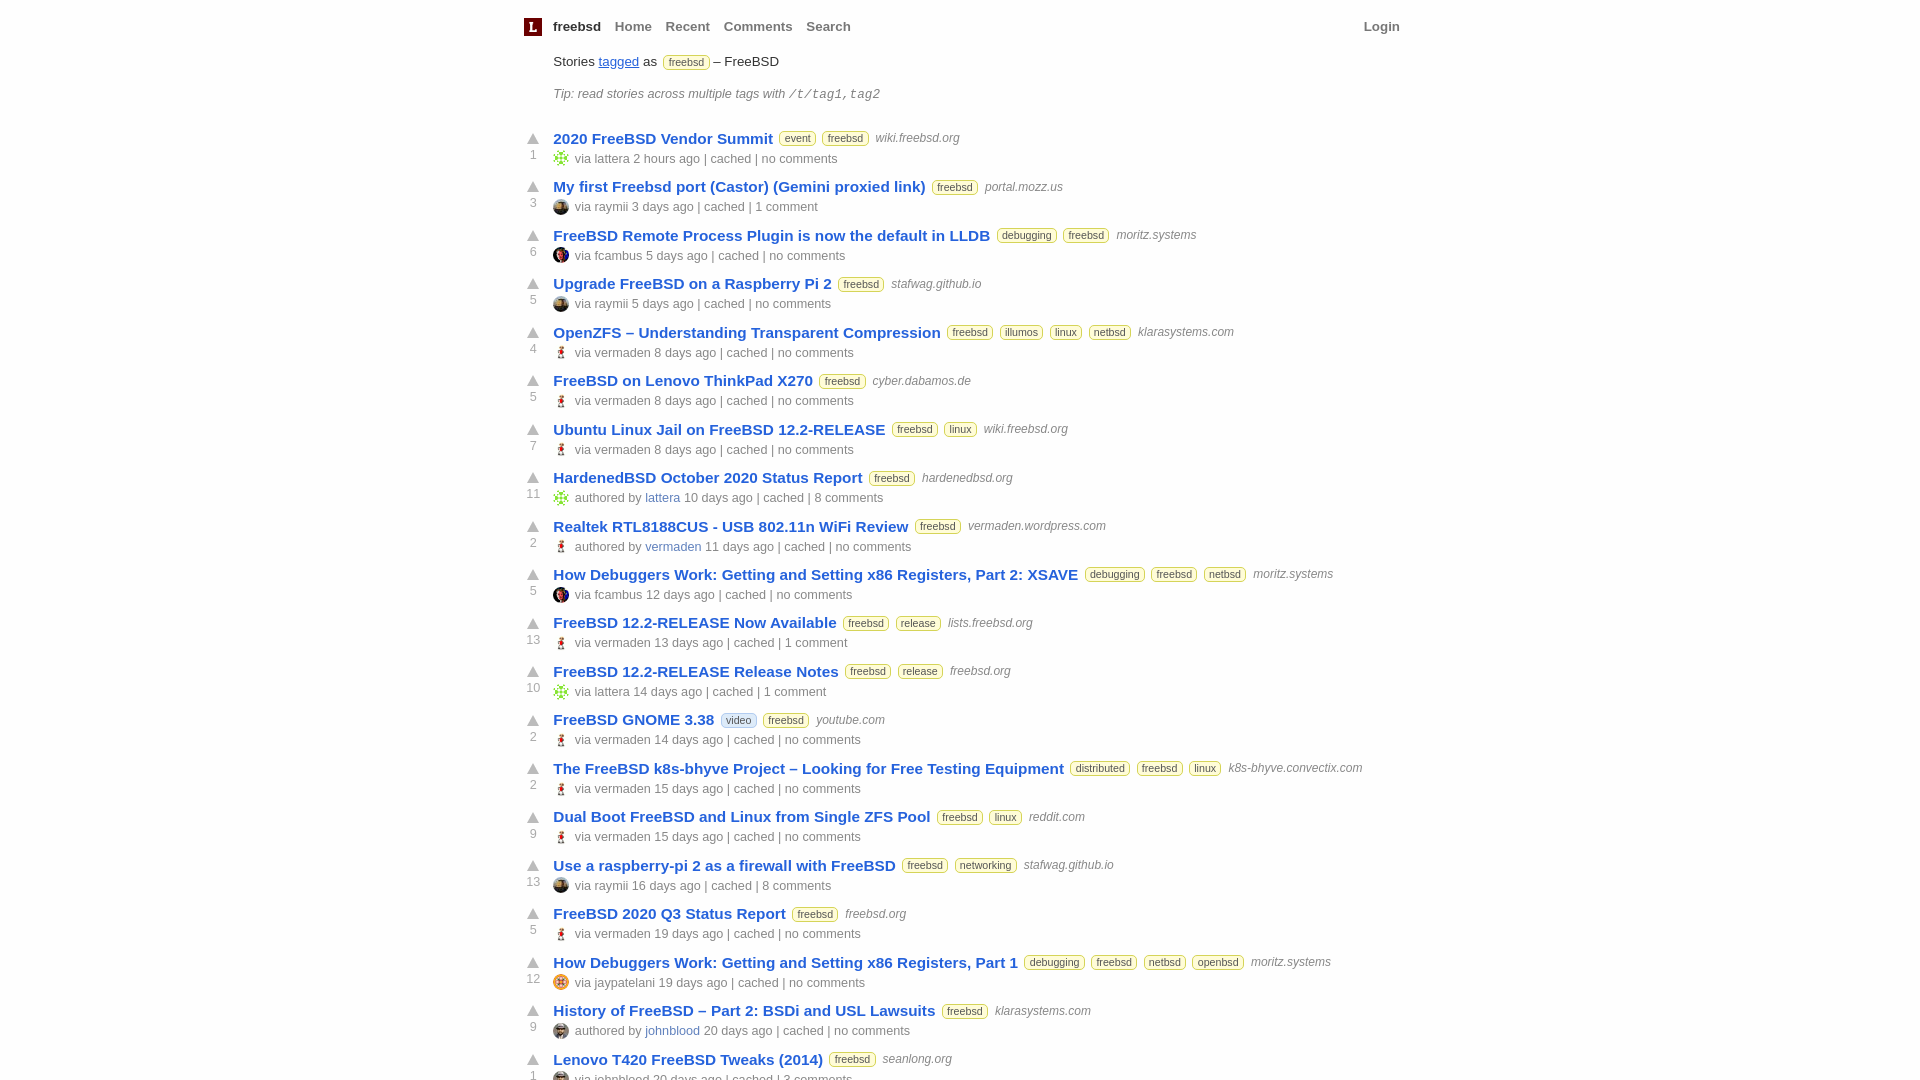 L freebsd Home Recent Comments Search Login
Stories tagged as freebsd – FreeBSD
Tip: read stories across multiple tags with /t/tag1,tag2
2020 FreeBSD Vendor Summit event freebsd wiki.freebsd.org
1 via lattera 2 hours ago | cached | no comments
My first Freebsd port (Castor) (Gemini proxied link) freebsd portal.mozz.us
3 via raymii 3 days ago | cached | 1 comment
FreeBSD Remote Process Plugin is now the default in LLDB debugging freebsd moritz.systems
6 via fcambus 5 days ago | cached | no comments
Upgrade FreeBSD on a Raspberry Pi 2 freebsd stafwag.github.io
5 via raymii 5 days ago | cached | no comments
OpenZFS – Understanding Transparent Compression freebsd illumos linux netbsd klarasystems.com
4 via vermaden 8 days ago | cached | no comments
FreeBSD on Lenovo ThinkPad X270 freebsd cyber.dabamos.de
5 via vermaden 8 days ago | cached | no comments
Ubuntu Linux Jail on FreeBSD 12.2-RELEASE freebsd linux wiki.freebsd.org
7 via vermaden 8 days ago | cached | no comments
HardenedBSD October 2020 Status Report freebsd hardenedbsd.org
11 authored by lattera 10 days ago | cached | 8 comments
Realtek RTL8188CUS - USB 802.11n WiFi Review freebsd vermaden.wordpress.com
2 authored by vermaden 11 days ago | cached | no comments
How Debuggers Work: Getting and Setting x86 Registers, Part 2: XSAVE debugging freebsd netbsd moritz.systems
5 via fcambus 12 days ago | cached | no comments
FreeBSD 12.2-RELEASE Now Available freebsd release lists.freebsd.org
13 via vermaden 13 days ago | cached | 1 comment
FreeBSD 12.2-RELEASE Release Notes freebsd release freebsd.org
10 via lattera 14 days ago | cached | 1 comment
FreeBSD GNOME 3.38 video freebsd youtube.com
2 via vermaden 14 days ago | cached | no comments
The FreeBSD k8s-bhyve Project – Looking for Free Testing Equipment distributed freebsd linux k8s-bhyve.convectix.com
2 via vermaden 15 days ago | cached | no comments
Dual Boot FreeBSD and Linux from Single ZFS Pool freebsd linux reddit.com
9 via vermaden 15 days ago | cached | no comments
Use a raspberry-pi 2 as a firewall with FreeBSD freebsd networking stafwag.github.io
13 via raymii 16 days ago | cached | 8 comments
FreeBSD 2020 Q3 Status Report freebsd freebsd.org
5 via vermaden 19 days ago | cached | no comments
How Debuggers Work: Getting and Setting x86 Registers, Part 1 debugging freebsd netbsd openbsd moritz.systems
12 via jaypatelani 19 days ago | cached | no comments
History of FreeBSD – Part 2: BSDi and USL Lawsuits freebsd klarasystems.com
9 authored by johnblood 20 days ago | cached | no comments
Lenovo T420 FreeBSD Tweaks (2014) freebsd seanlong.org
1 via johnblood 20 days ago | cached | 3 comments